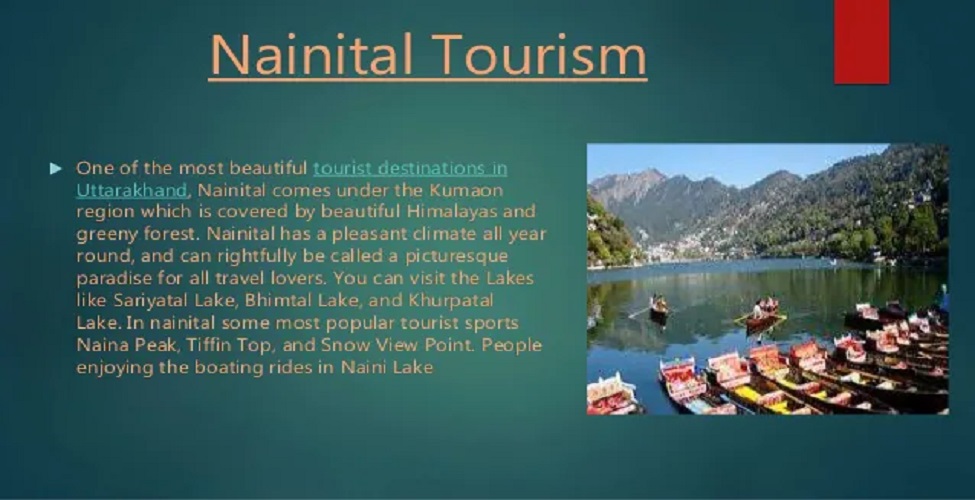 Nainital Tourism
One of the most beautiful tourist destinations in
Uttarakhand, Nainital comes under the Kumaon
region which is covered by beautiful Himalayas and
greeny forest. Nainital has a pleasant climate all year
round, and can rightfully be called a picturesque
paradise for all travel lovers. You can visit the Lakes
like Sariyatal Lake, Bhimtal Lake, and Khurpatal
Lake. In nainital some most popular tourist sports
Naina Peak, Tiffin Top, and Snow View Point. People
enjoying the boating rides in Naini Lake